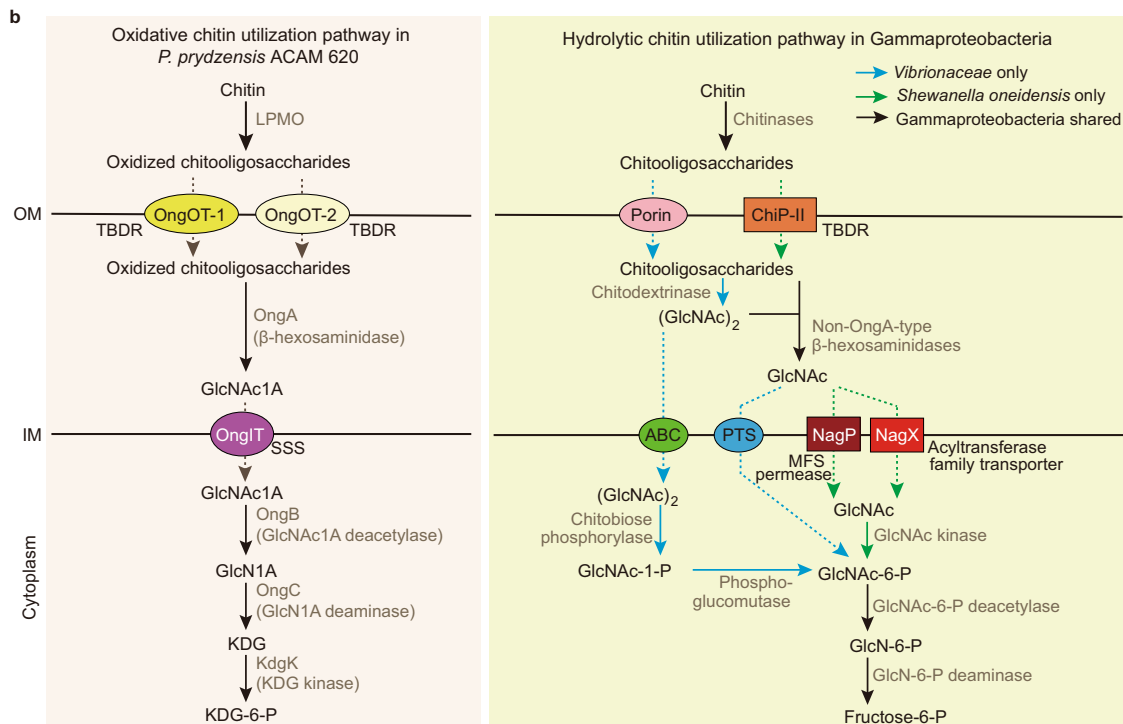 b
Oxidative chitin utilization pathway in
P. prydzensis ACAM 620
Chitin
LPMO
Oxidized chitooligosaccharides
OM
OngOT-1
OngOT-2
TBDR
TBDR
Oxidized chitooligosaccharides
OngA
(β-hexosaminidase)
GlcNAc1A
IM
OngIT
SSS
GlcNAc1A
OngB
(GlcNAc1A deacetylase)
Cytoplasm
GlcN1A
OngC
(GlcN1A deaminase)
KDG
KdgK
(KDG kinase)
KDG-6-P
Hydrolytic chitin utilization pathway in Gammaproteobacteria
Vibrionaceae only
Shewanella oneidensis only
Gammaproteobacteria shared
Chitin
Chitinases
Chitooligosaccharides
Porin
ChiP-II
TBDR
Chitooligosaccharides
Chitodextrinase
(GlcNAc)2
Non-OngA-type
β-hexosaminidases
GlcNAc
ABC
PTS
NagP
NagX
MFS
permease
Acyltransferase
family transporter
(GlcNAc)2
GlcNAc
Chitobiose
phosphorylase
GlcNAc kinase
GlcNAc-1-P
Phospho-
glucomutase
GlcNAc-6-P
GlcNAc-6-P deacetylase
GlcN-6-P
GlcN-6-P deaminase
Fructose-6-P